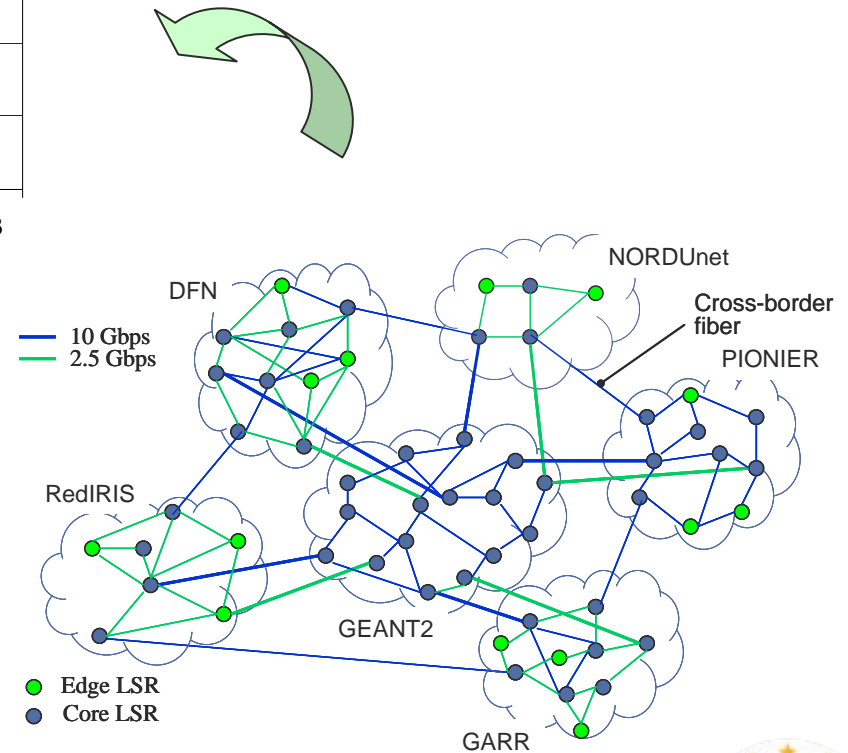 DFN
NORDUnet
Cross-border
fiber
10 Gbps
2.5 Gbps
PIONIER
RedIRIS
GEANT2
Edge LSR
Core LSR
GARR